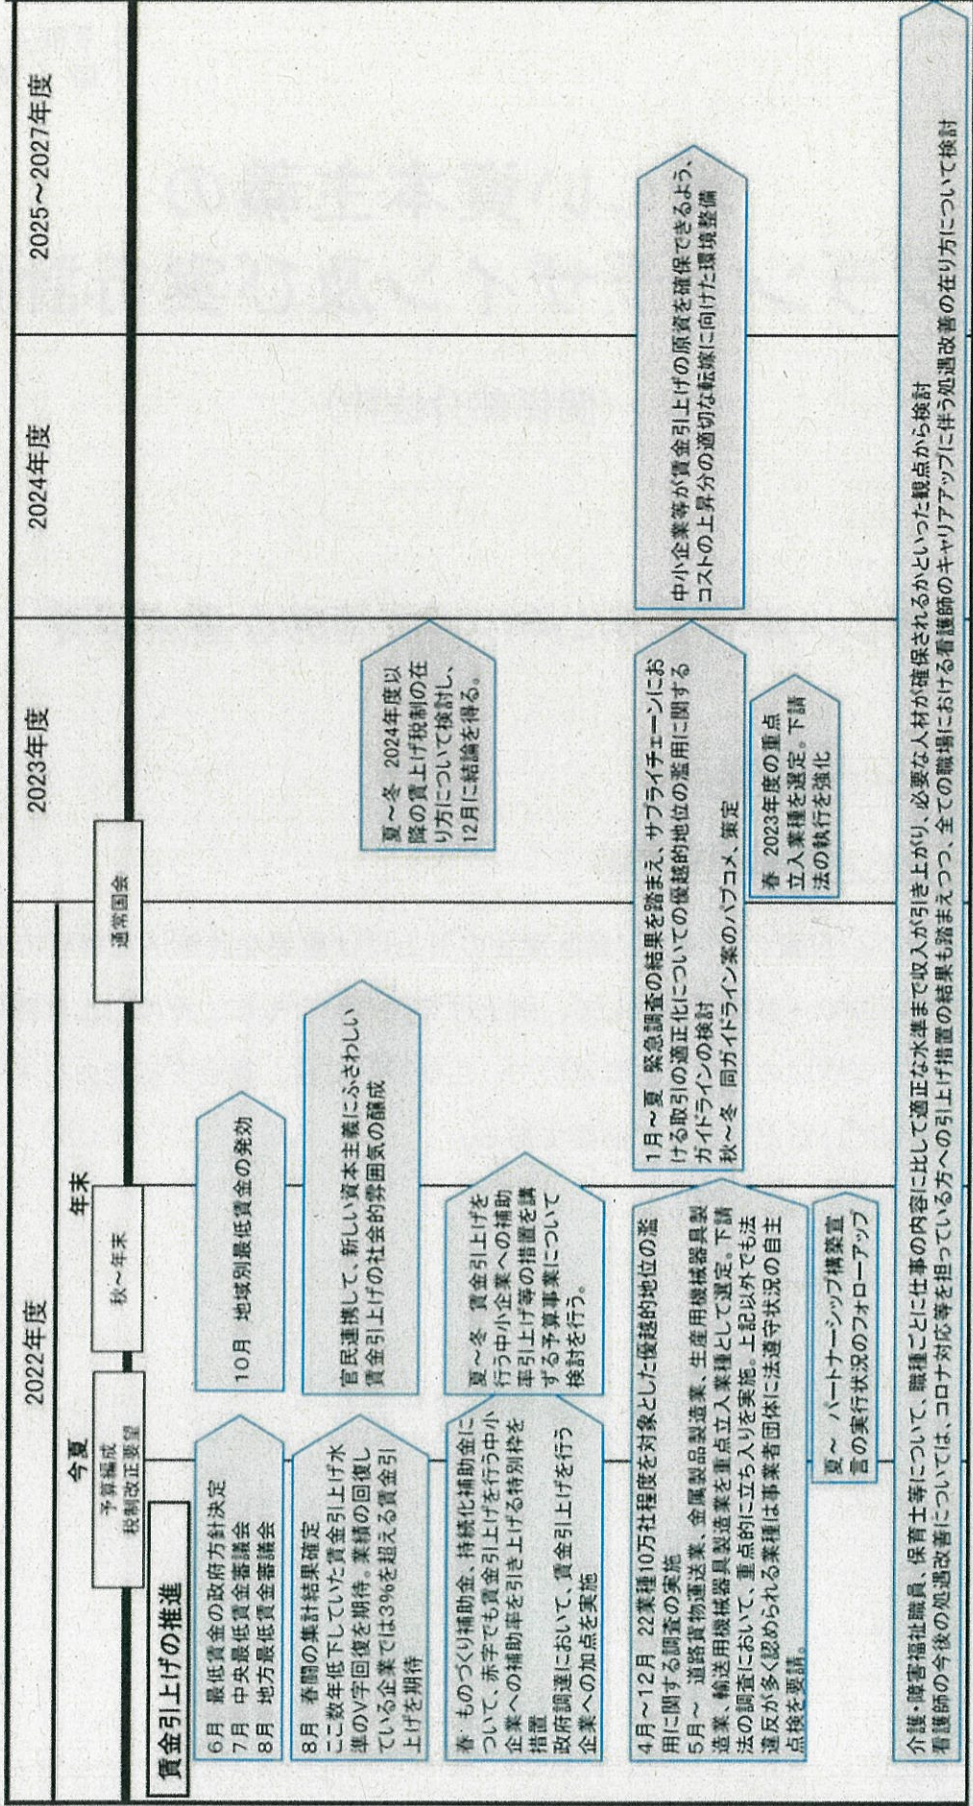 2022年度
2023年度
2024年度
2025～2027年度
今夏
年末
予算編成
税制改正要望
秋～年末
通常国会
賃金引上げの推進
6月 最低賃金の政府方針決定
7月 中央最低賃金審議会
8月 地方最低賃金審議会
10月 地域別最低賃金の発効
8月 春闘の集計結果確定
ここ数年低下していた賃金引上げ水
準のV字回復を期待。業績の回復し
ている企業では3%を超える賃金引
上げを期待
官民連携して、新しい資本主義にふさわしい
賃金引上げの社会的雰囲気の醸成
夏～冬 2024年度以
降の賃上げ税制の在
り方について検討し、
12月に結論を得る。
春 ものづくり補助金、持続化補助金に
ついて、赤字でも賃金引上げを行う中小
企業への補助率を引き上げる特別枠を
措置
政府調達において、賃金引上げを行う
企業への加点を実施
夏～冬 賃金引上げを
行う中小企業への補助
率引上げ等の措置を講
ずる予算事業について
検討を行う。
4月～12月 22業種10万社程度を対象とした優越的地位の濫
用に関する調査の実施
5月～ 道路貨物運送業、金属製品製造業、生産用機械器具製
造業、輸送用機械器具製造業を重点立入業種として選定。下請
法の調査において、重点的に立ち入りを実施。上記以外でも法
違反が多く認められる業種は事業者団体に法遵守状況の自主
点検を要請。
1月～夏 緊急調査の結果を踏まえ、サプライチェーンにお
ける取引の適正化についての優越的地位の濫用に関する
ガイドラインの検討
秋～冬 同ガイドライン案のパブコメ、策定
中小企業等が賃金引上げの原資を確保できるよう、
コストの上昇分の適切な転嫁に向けた環境整備
春 2023年度の重点
立入業種を選定。下請
法の執行を強化
夏～ パートナーシップ構築宣
言の実行状況のフォローアップ
介護・障害福祉職員、保育士等について、職種ごとに仕事の内容に比して適正な水準まで収入が引き上がり、必要な人材が確保されるかといった観点から検討
看護師の今後の処遇改善については、コロナ対応等を担っている方への引上げ措置の結果も踏まえつつ、全ての職場における看護師のキャリアアップに伴う処遇改善の在り方について検討